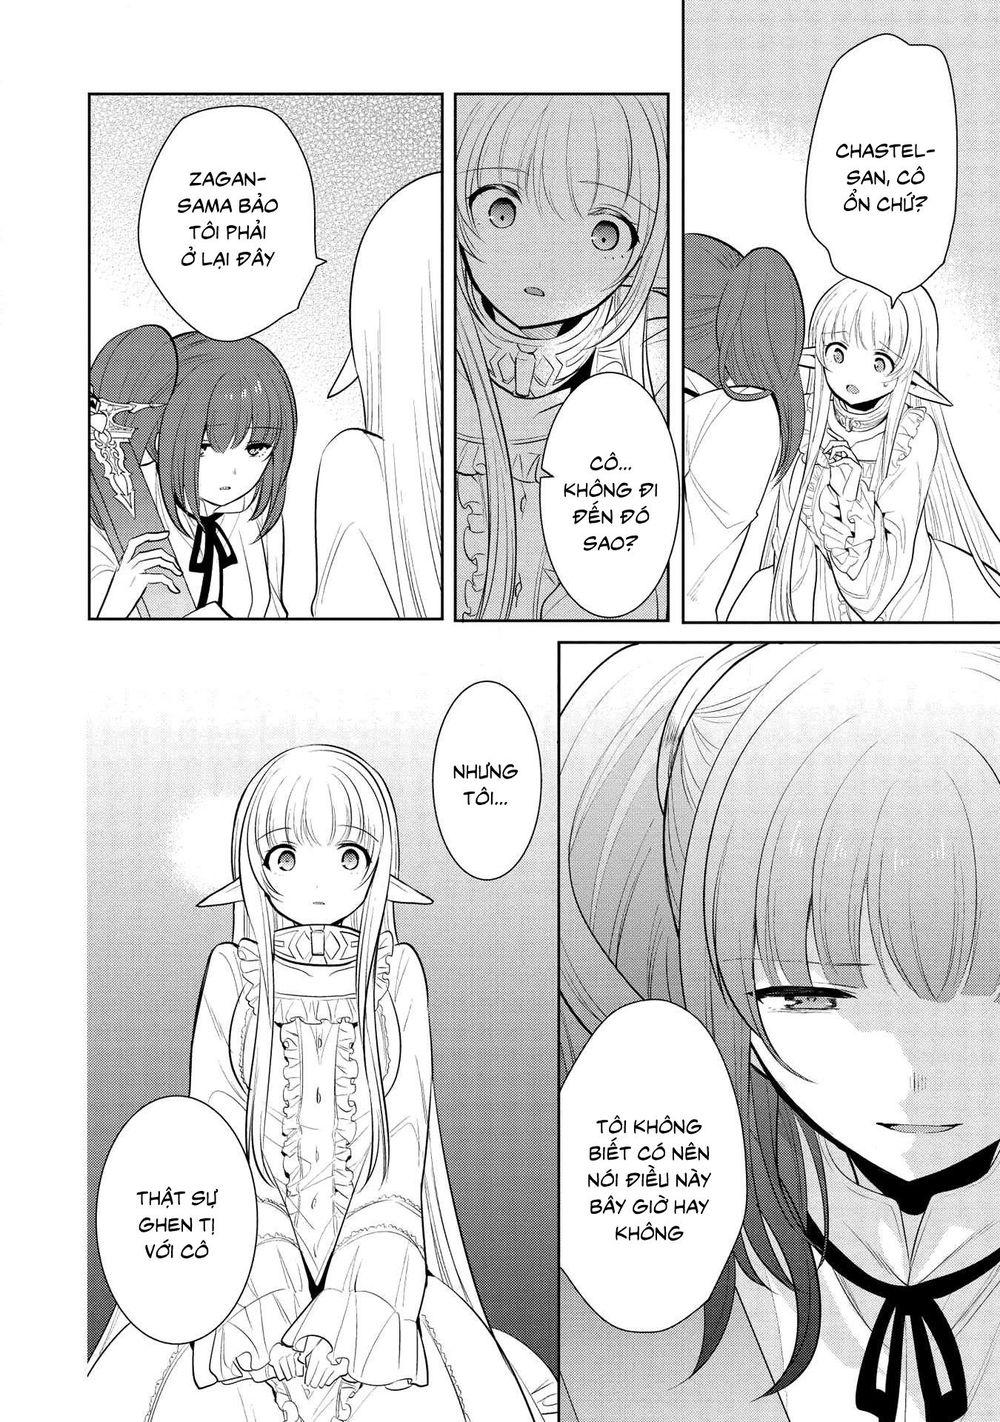 CHASTEL-
SAN, CÔ
ỔN CHỨ?
CÔ...
KHÔNG ĐI
ĐẾN ĐÓ
SAO?
ZAGAN-
SAMA BẢO
TÔI PHẢI
Ở LẠI ĐÂY
TÔI KHÔNG
BIẾT CÓ NÊN
NÓI ĐIỀU NÀY
BÂY GIỜ HAY
KHÔNG
NHƯNG
TÔI...
THẬT SỰ
GHEN TỊ
VỚI CÔ